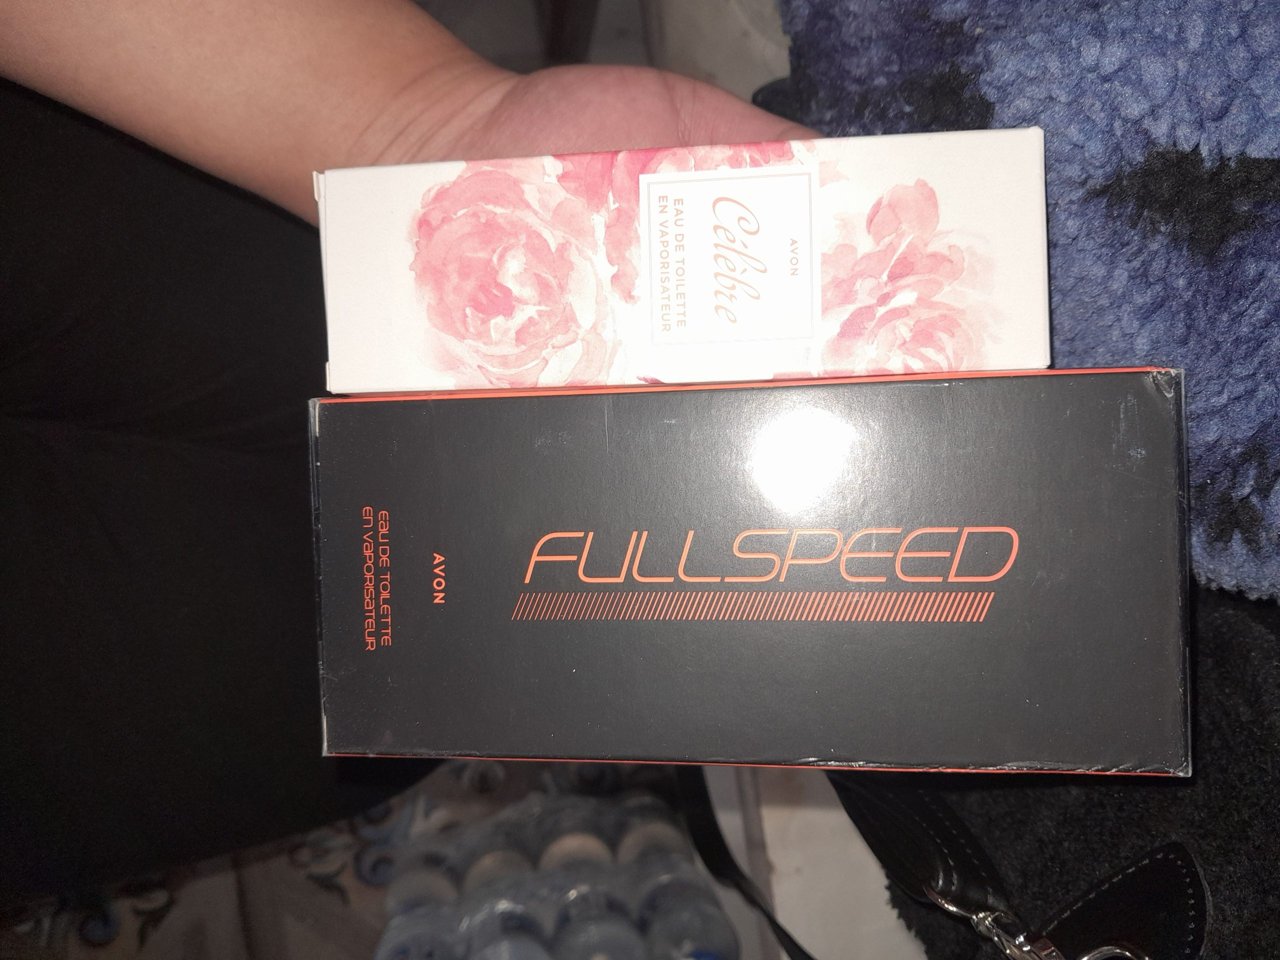 AVON
Célèbre
EAU DE TOILETTE
EN VAPORISATEUR
FULLSPEED
AVON
EAU DE TOILETTE
EN VAPORISATEUR